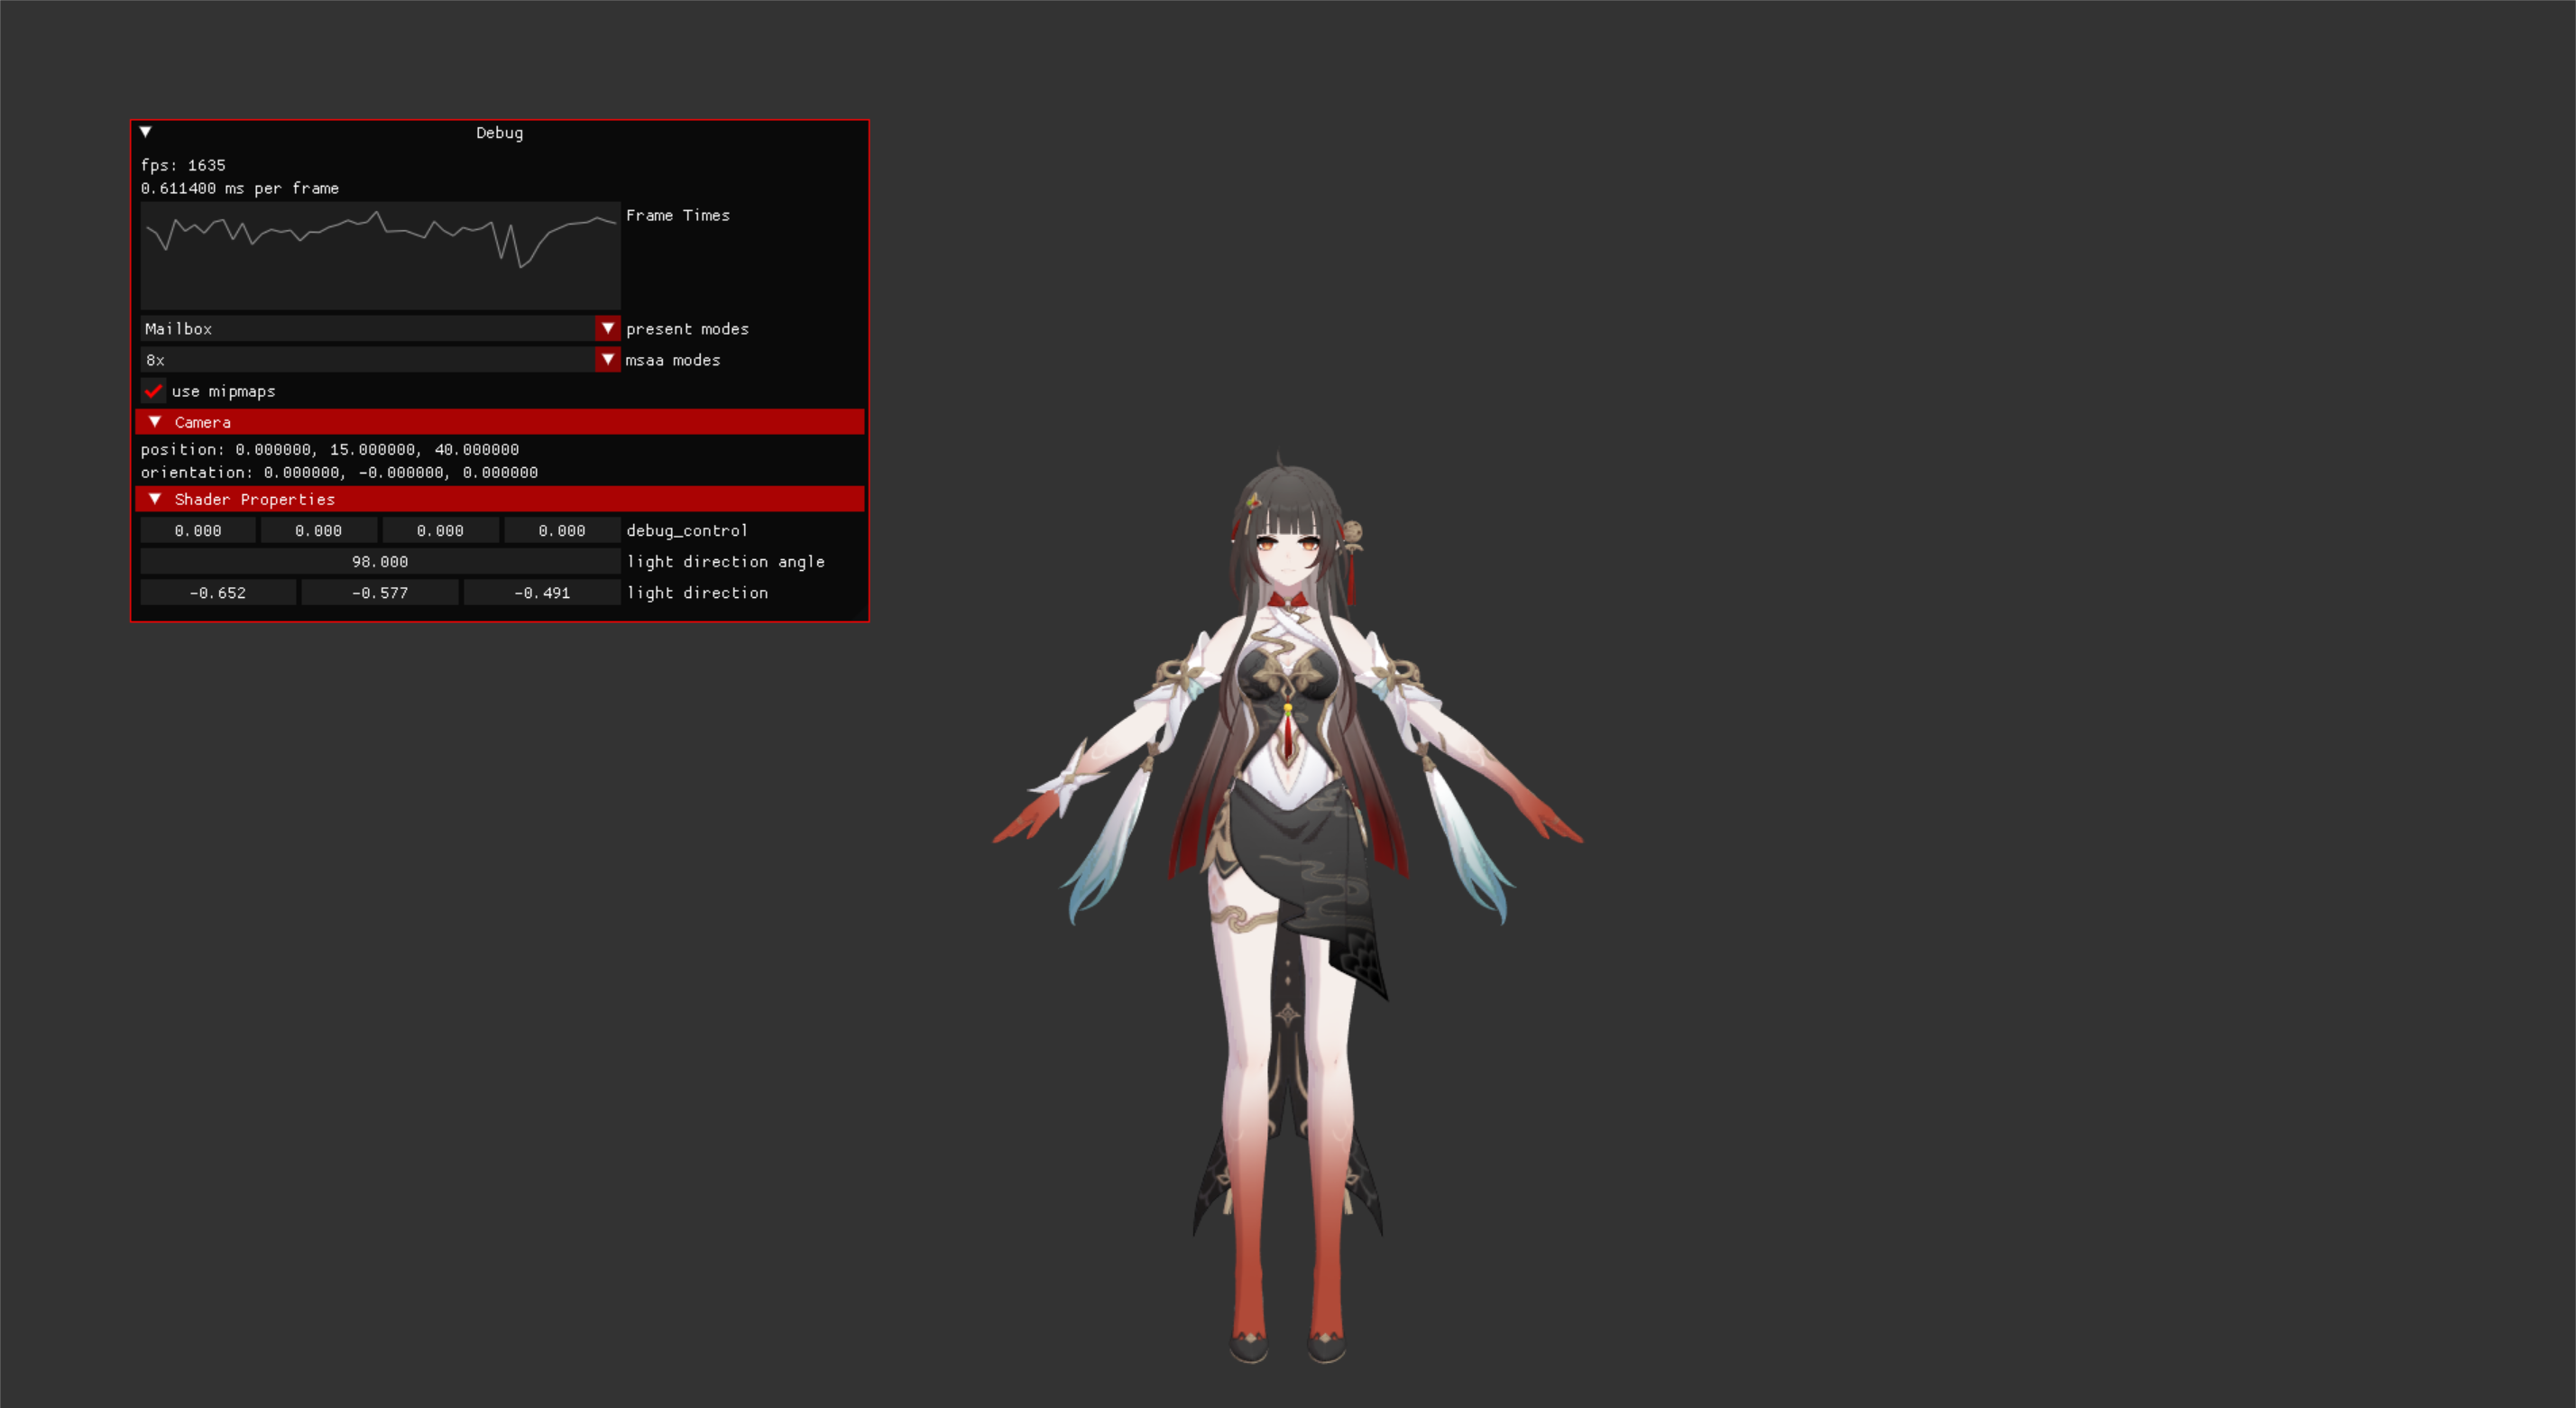 Debug
fps: 1635
0.611400 ms per frame
Frame Times
Mailbox present modes
8x msaa modes
use mipmaps
Camera
position: 0.000000, 15.000000, 40.000000
orientation: 0.000000, -0.000000, 0.000000
Shader Properties
0.000 0.000 0.000 0.000 debug_control
98.000 light direction angle
-0.652 -0.577 -0.491 light direction